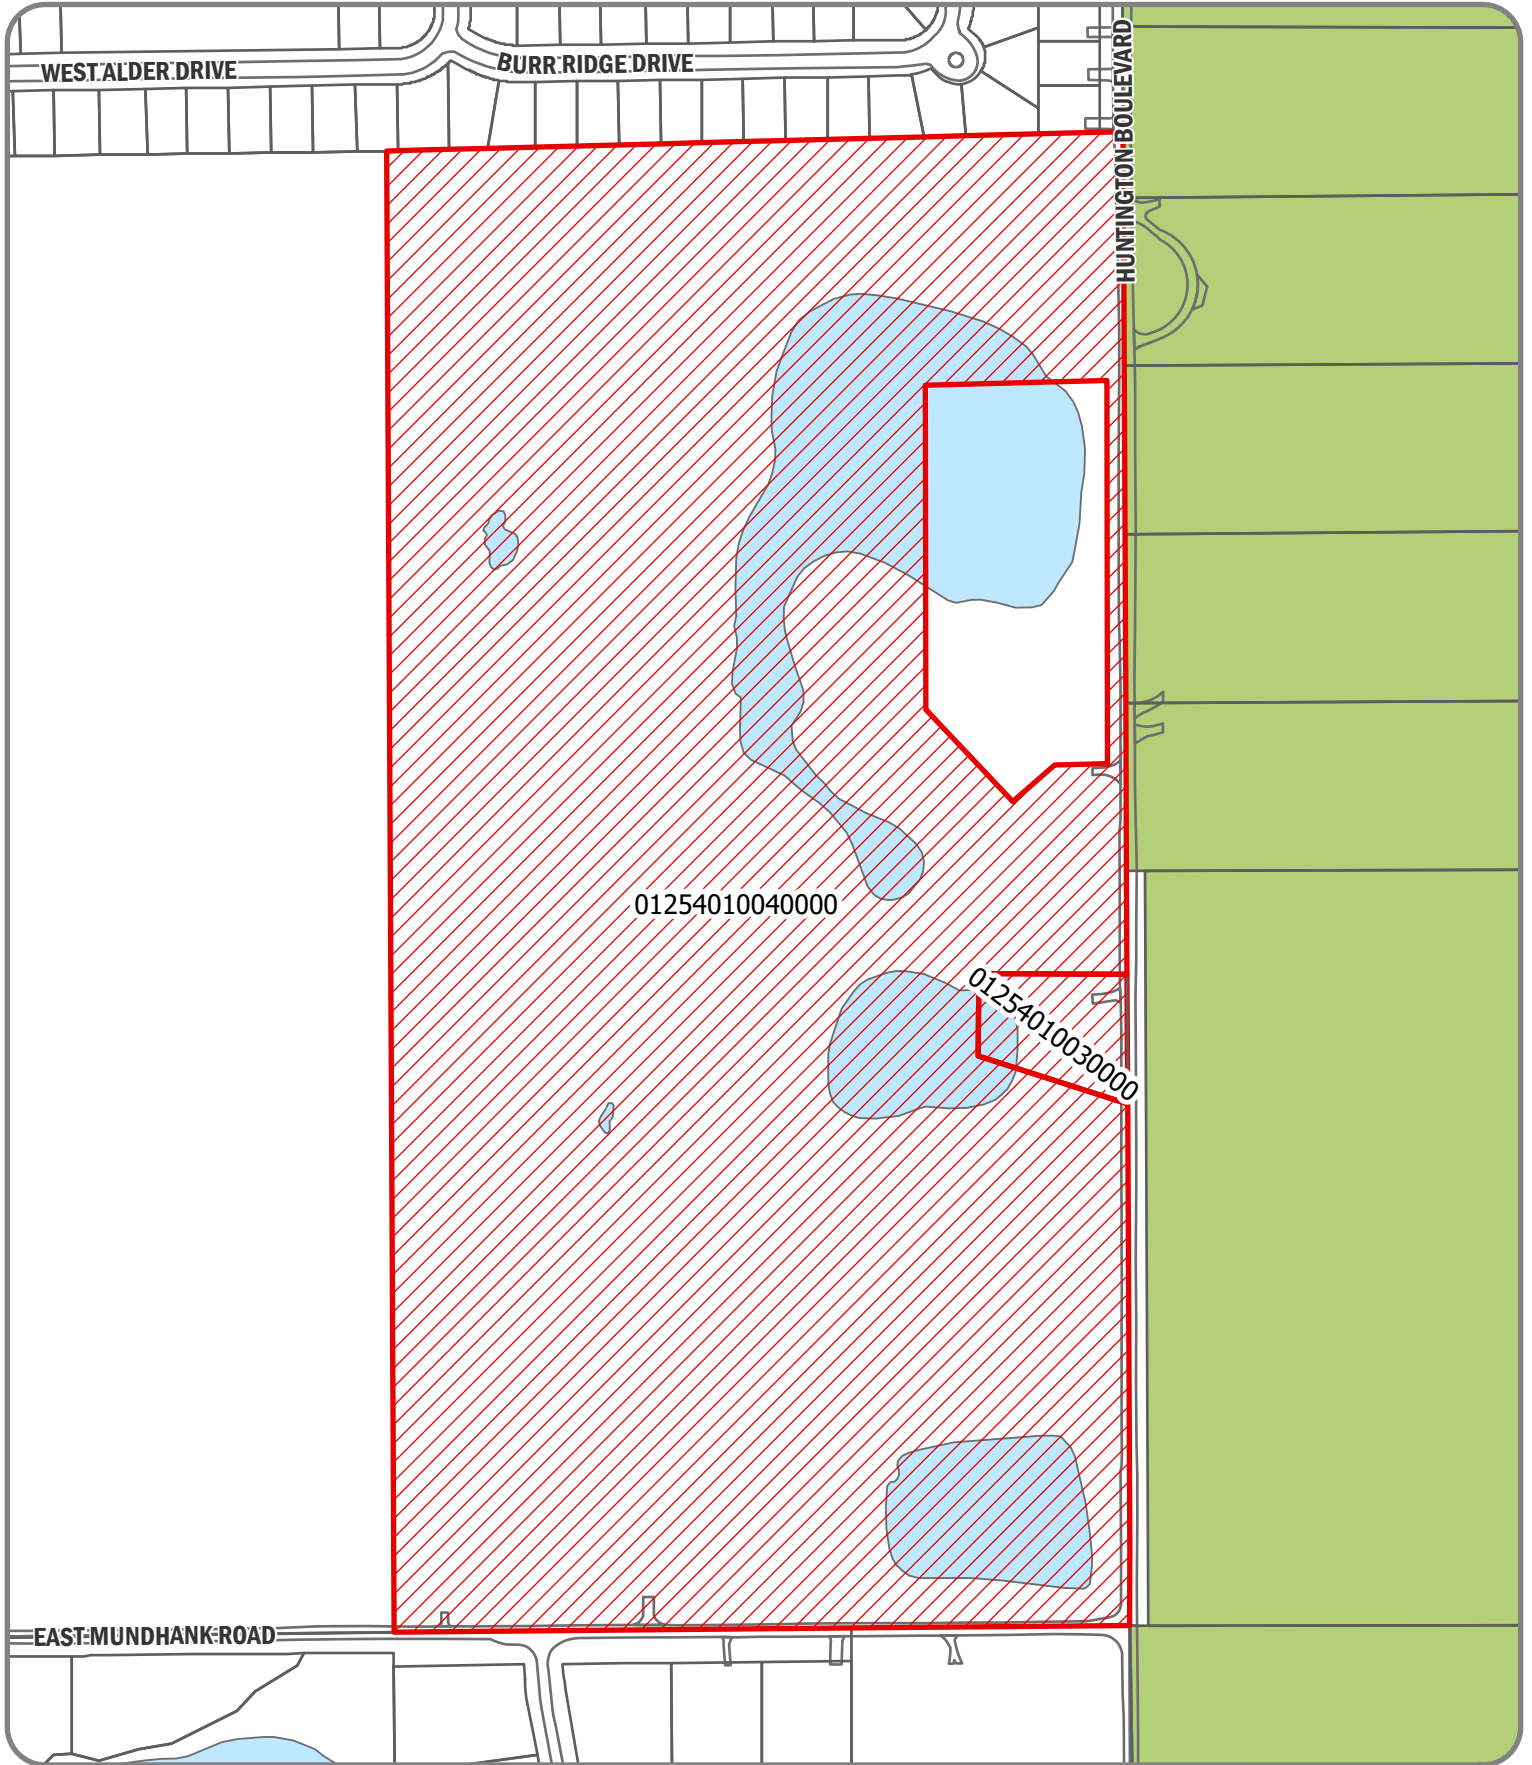 WEST ALDER DRIVE
BURR RIDGE DRIVE
HUNTINGTON BOULEVARD
01254010040000
01254010030000
EAST MUNDHANK ROAD